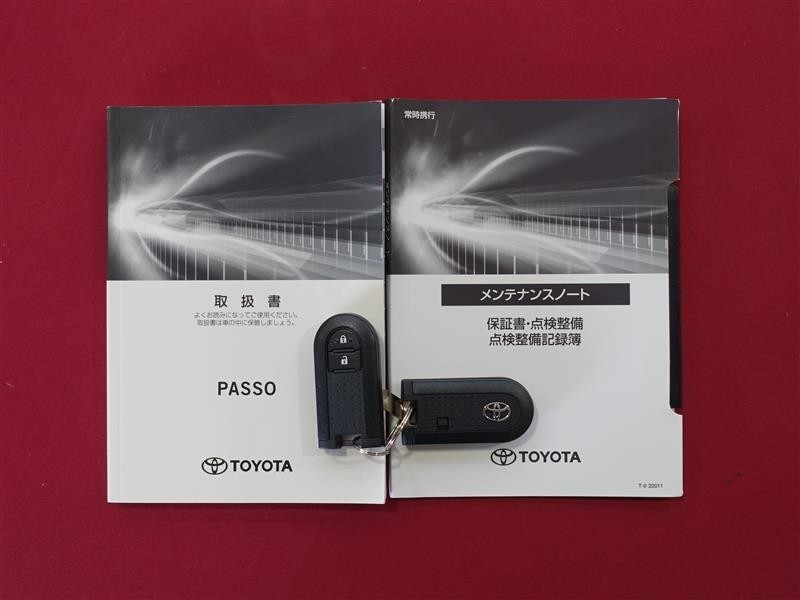 取扱書
よくお読みになってご使用ください。
取扱書は車の中に保管しましょう。
PASSO
TOYOTA
常時携行
メンテナンスノート
保証書・点検整備
点検整備記録簿
TOYOTA
T-0 22011